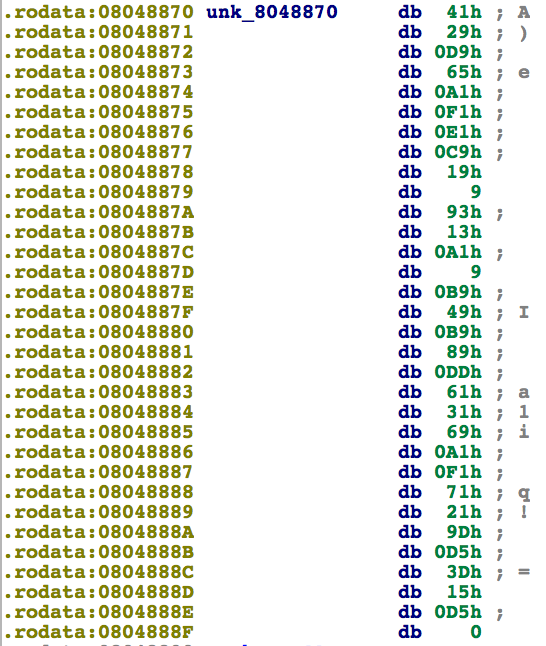 .rodata:08048870 unk_8048870 db 41h ; A
.rodata:08048871 db 29h ; )
.rodata:08048872 db 0D9h ;
.rodata:08048873 db 65h ; e
.rodata:08048874 db 0A1h ;
.rodata:08048875 db 0F1h ;
.rodata:08048876 db 0E1h ;
.rodata:08048877 db 0C9h ;
.rodata:08048878 db 19h
.rodata:08048879 db 9
.rodata:0804887A db 93h ;
.rodata:0804887B db 13h
.rodata:0804887C db 0A1h ;
.rodata:0804887D db 9
.rodata:0804887E db 0B9h ;
.rodata:0804887F db 49h ; I
.rodata:08048880 db 0B9h ;
.rodata:08048881 db 89h ;
.rodata:08048882 db 0DDh ;
.rodata:08048883 db 61h ; a
.rodata:08048884 db 31h ; 1
.rodata:08048885 db 69h ; i
.rodata:08048886 db 0A1h ;
.rodata:08048887 db 0F1h ;
.rodata:08048888 db 71h ; q
.rodata:08048889 db 21h ; !
.rodata:0804888A db 9Dh ;
.rodata:0804888B db 0D5h ;
.rodata:0804888C db 3Dh ; =
.rodata:0804888D db 15h
.rodata:0804888E db 0D5h ;
.rodata:0804888F db 0